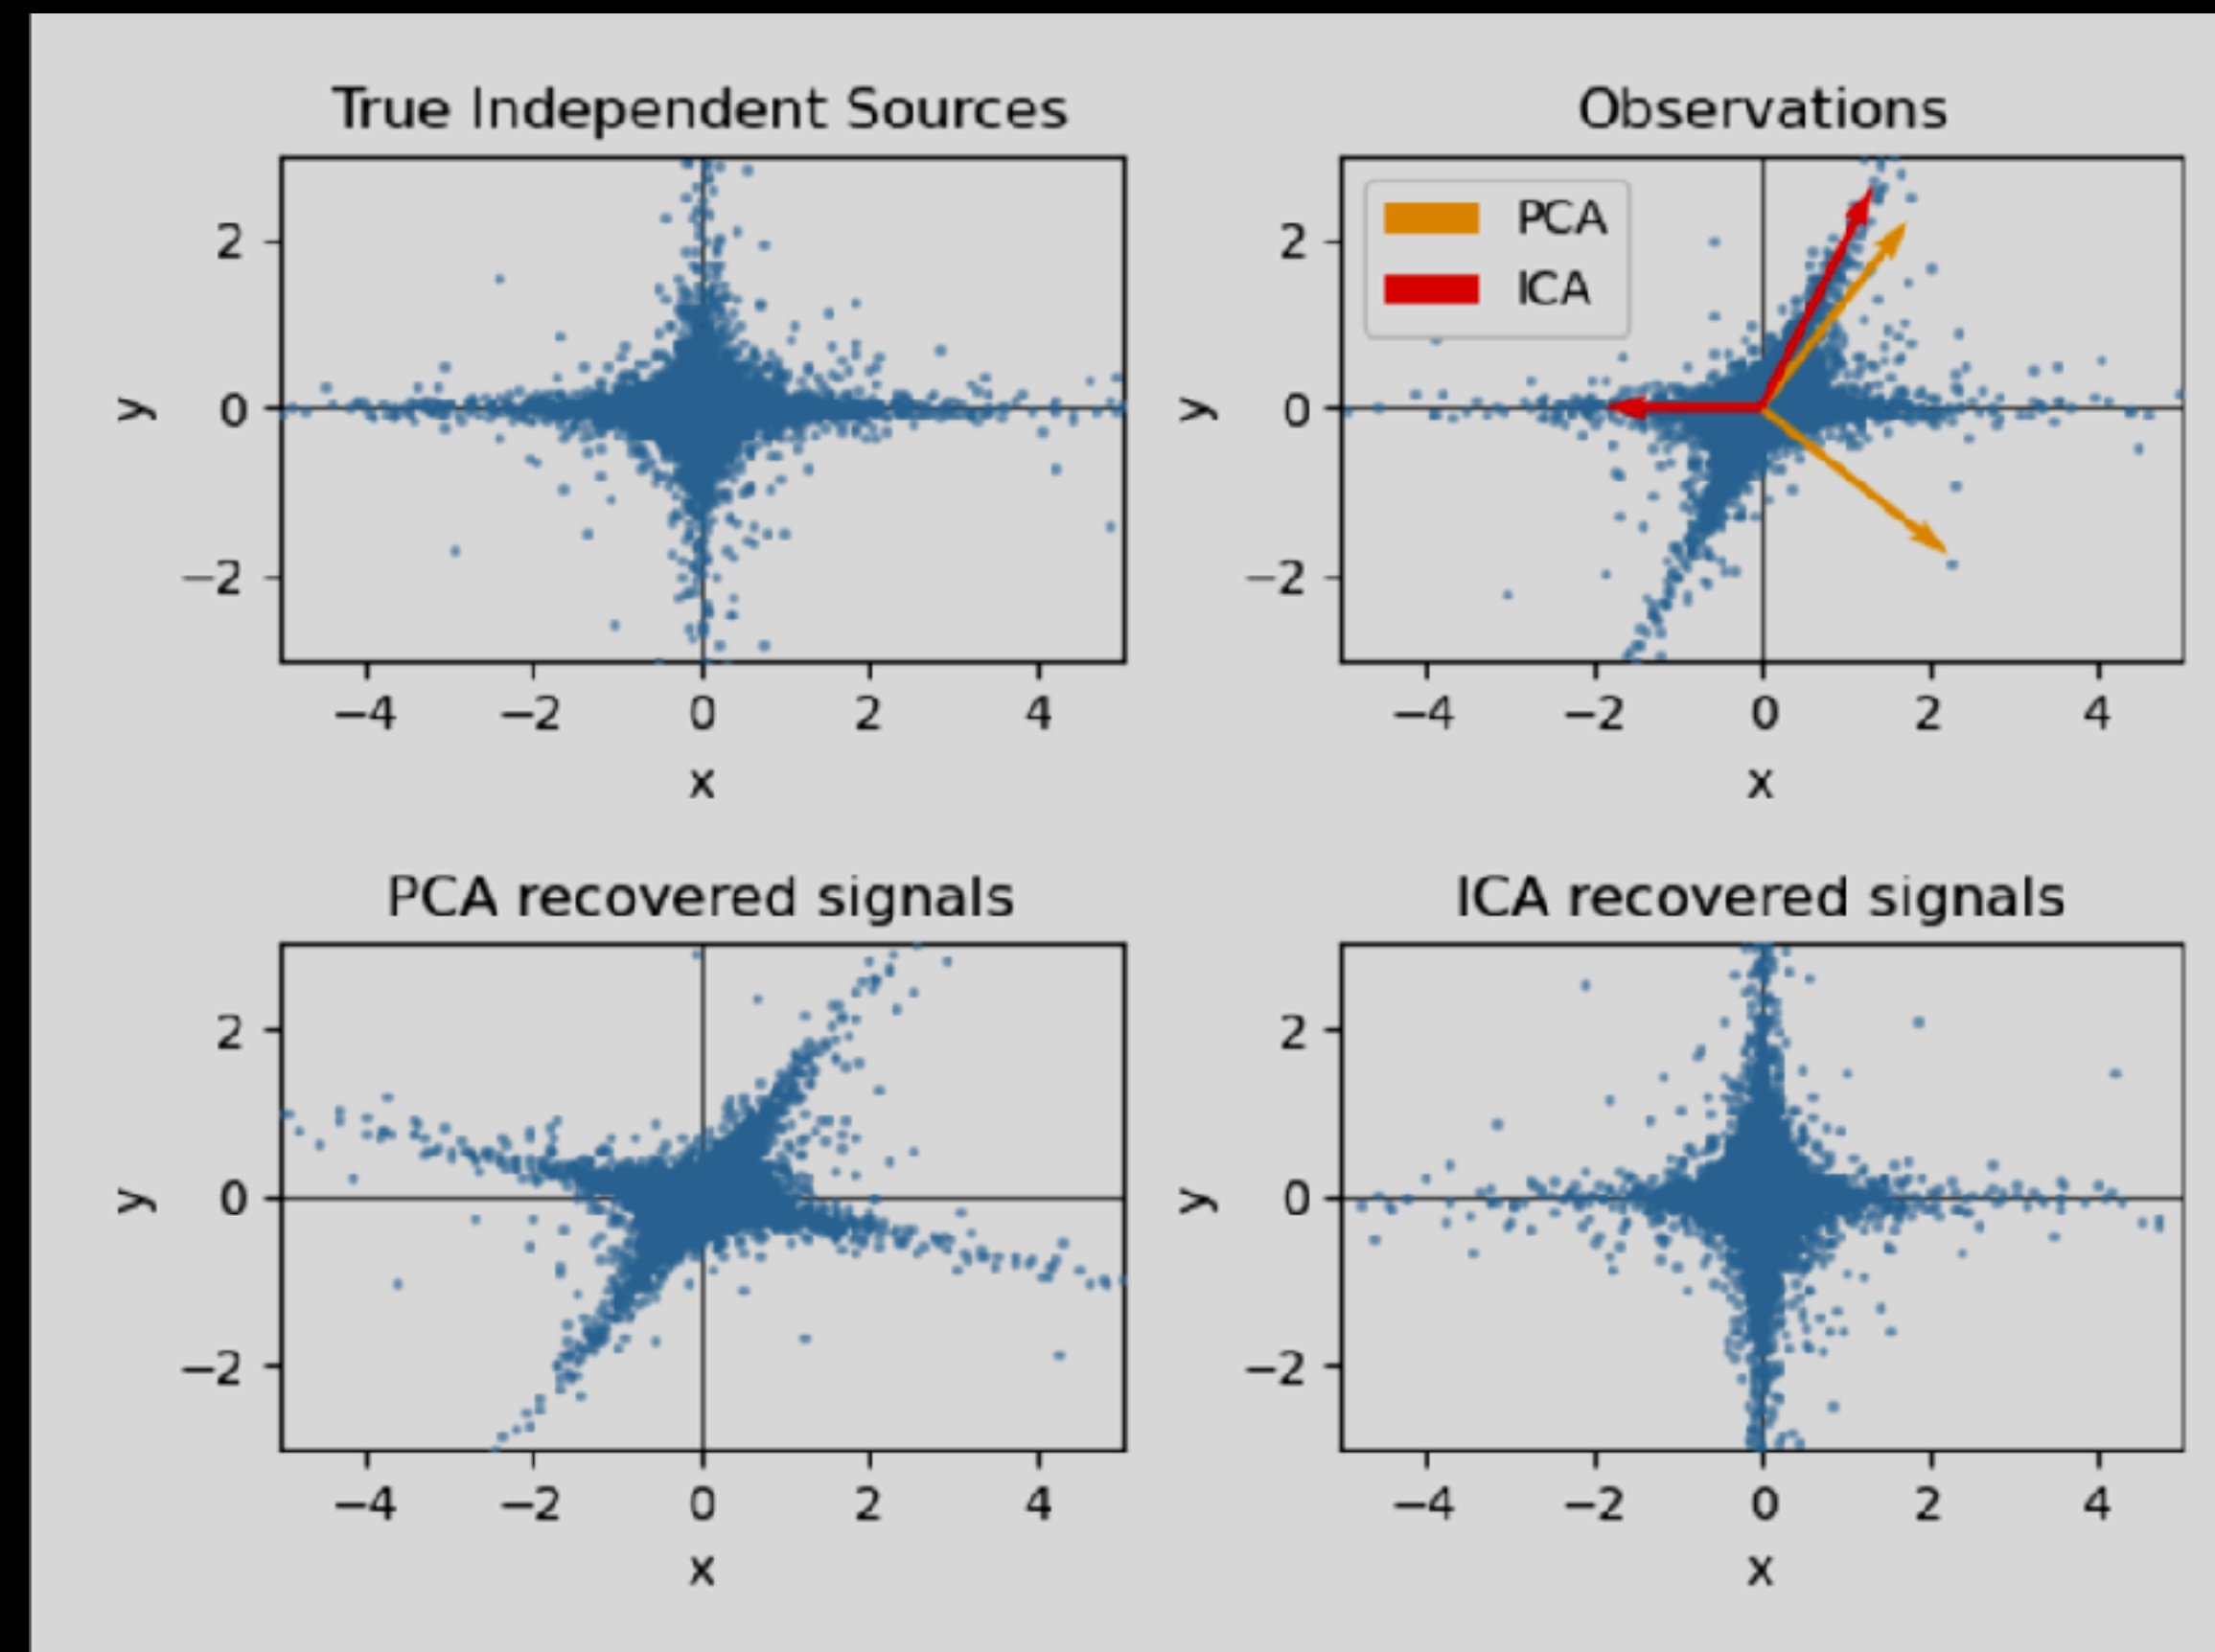 True Independent Sources
y
2
0
−2
−4 −2 0 2 4
x
Observations
PCA
ICA
y
2
0
−2
−4 −2 0 2 4
x
PCA recovered signals
y
2
0
−2
−4 −2 0 2 4
x
ICA recovered signals
y
2
0
−2
−4 −2 0 2 4
x